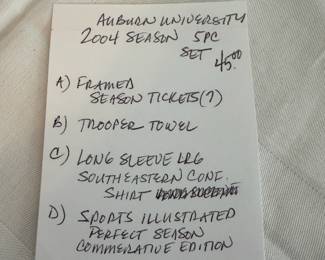 AUBURN UNIVERSITY
2004 SEASON 5PC
SET 45.00
A) FRAMED
SEASON TICKETS (7)
B) TROOPER TOWEL
C) LONG SLEEVE LRG
SOUTHEASTERN CONF.
SHIRT
D) SPORTS ILLUSTRATED
PERFECT SEASON
COMMERATIVE EDITION